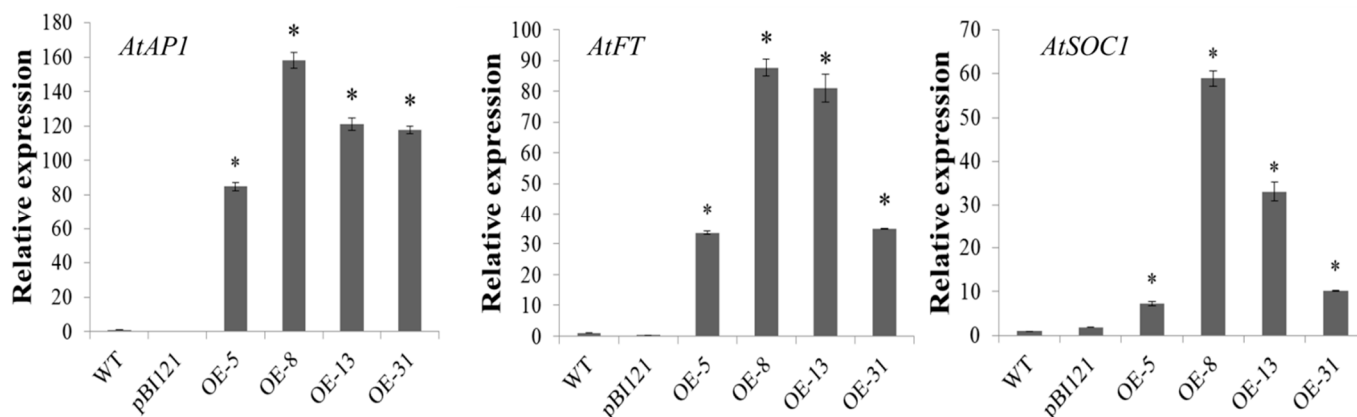 AtAP1
Relative expression
180
160
140
120
100
80
60
40
20
0
*
*
*
*
WT
pBI121
OE-5
OE-8
OE-13
OE-31
AtFT
Relative expression
100
90
80
70
60
50
40
30
20
10
0
*
*
*
*
WT
pBI121
OE-5
OE-8
OE-13
OE-31
AtSOC1
Relative expression
70
60
50
40
30
20
10
0
*
*
*
*
WT
pBI121
OE-5
OE-8
OE-13
OE-31